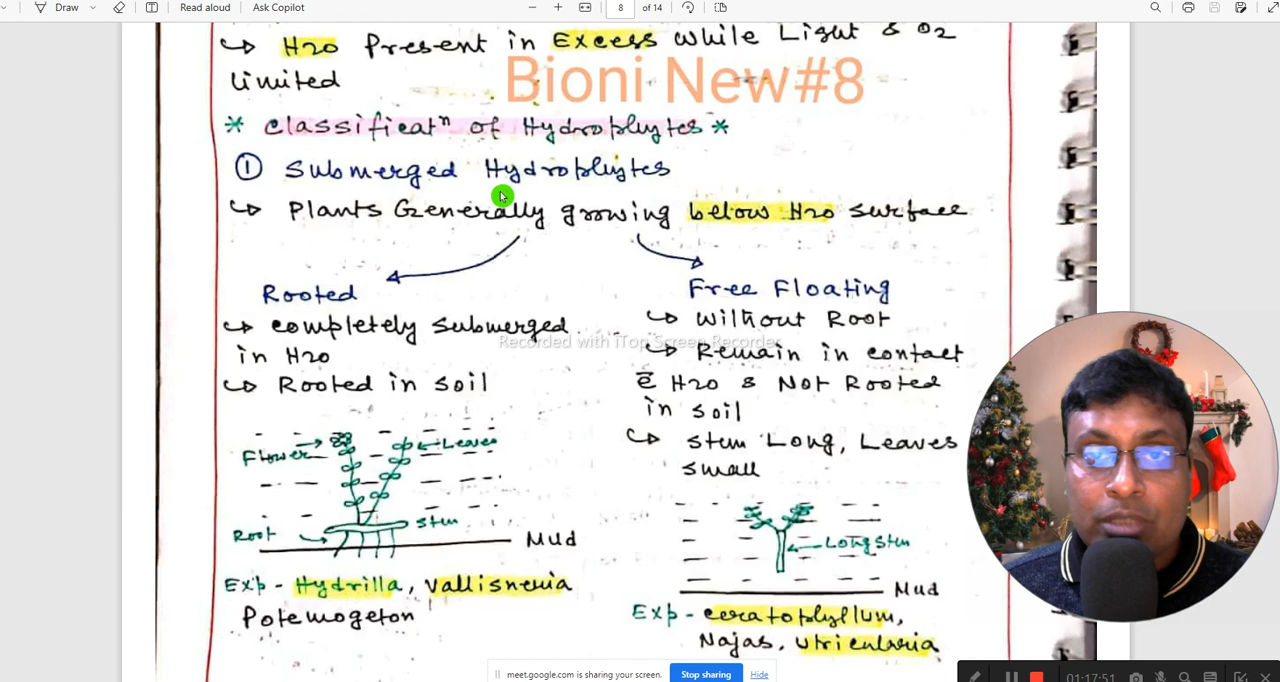 Draw
Read aloud
Ask Copilot
8
of 14
↳ H2O Present in Excess While Light & O2
limited
Bioni New#8
* Classificatⁿ of Hydrophytes *
① Submerged Hydrophytes
↳ Plants Generally growing below H2O surface
Rooted
↳ completely submerged
in H2O
↳ Rooted in soil
Flower
Leaves
Root
Stem
Mud
Exp - Hydrilla, Vallisneria
Potemogeton
Free Floating
↳ Without Root
↳ Remain in contact
c̄ H2O & Not Rooted
in soil
↳ Stem Long, Leaves
small
Long Stem
Mud
Exp - ceratophyllum,
Najas, Utricularia
Recorded with iTop Screen Recorder
meet.google.com is sharing your screen.
Stop sharing
Hide
01:17:51